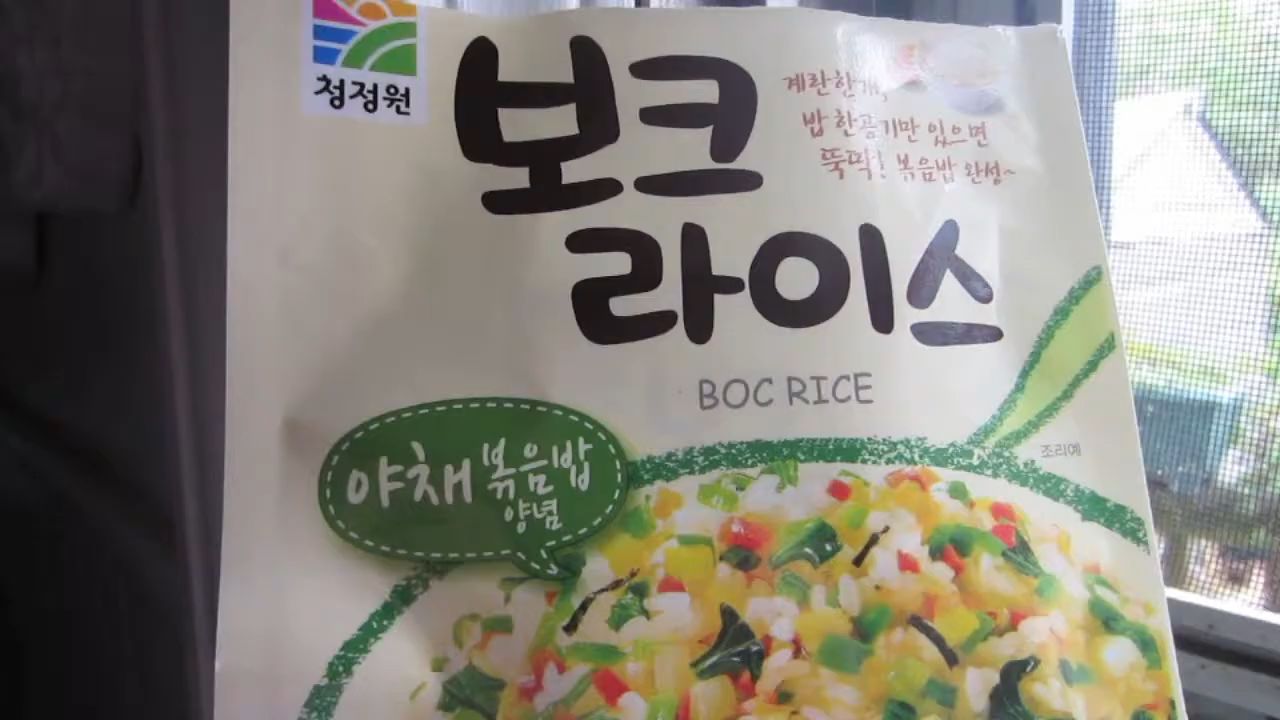 청정원
보크
라이스
계란한개,
밥 한공기만 있으면
뚝딱! 볶음밥 완성~
BOC RICE
야채 볶음밥
양념
조리예